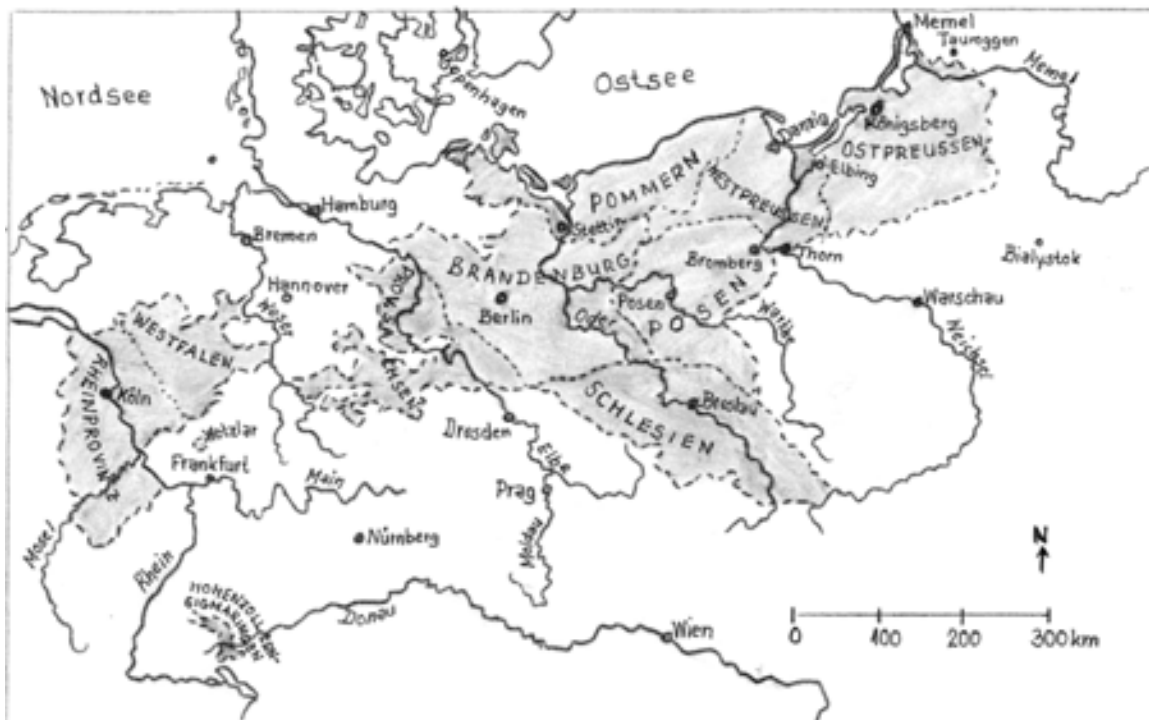 Memel
Tauroggen
Memel
Nordsee
Ostsee
Kopenhagen
Danzig
Königsberg
OSTPREUSSEN
Elbing
POMMERN
WESTPREUSSEN
Hamburg
Stettin
Bremen
BRANDENBURG
Bromberg
Thorn
Bialystok
Hannover
PROV. SACHSEN
Berlin
Oder
Posen
POSEN
Warthe
Warschau
Weichsel
Weser
WESTFALEN
RHEINPROVINZ
Köln
SCHLESIEN
Breslau
Wetzlar
Dresden
Elbe
Frankfurt
Main
Prag
Moldau
Mosel
Rhein
Nürnberg
N
HOHENZOLLERN-
SIGMARINGEN
Donau
Wien
0 100 200 300 km